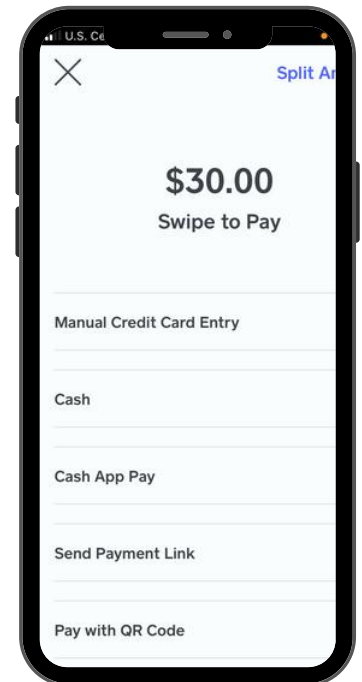 U.S. Ce
Split Ar
$30.00
Swipe to Pay
Manual Credit Card Entry
Cash
Cash App Pay
Send Payment Link
Pay with QR Code